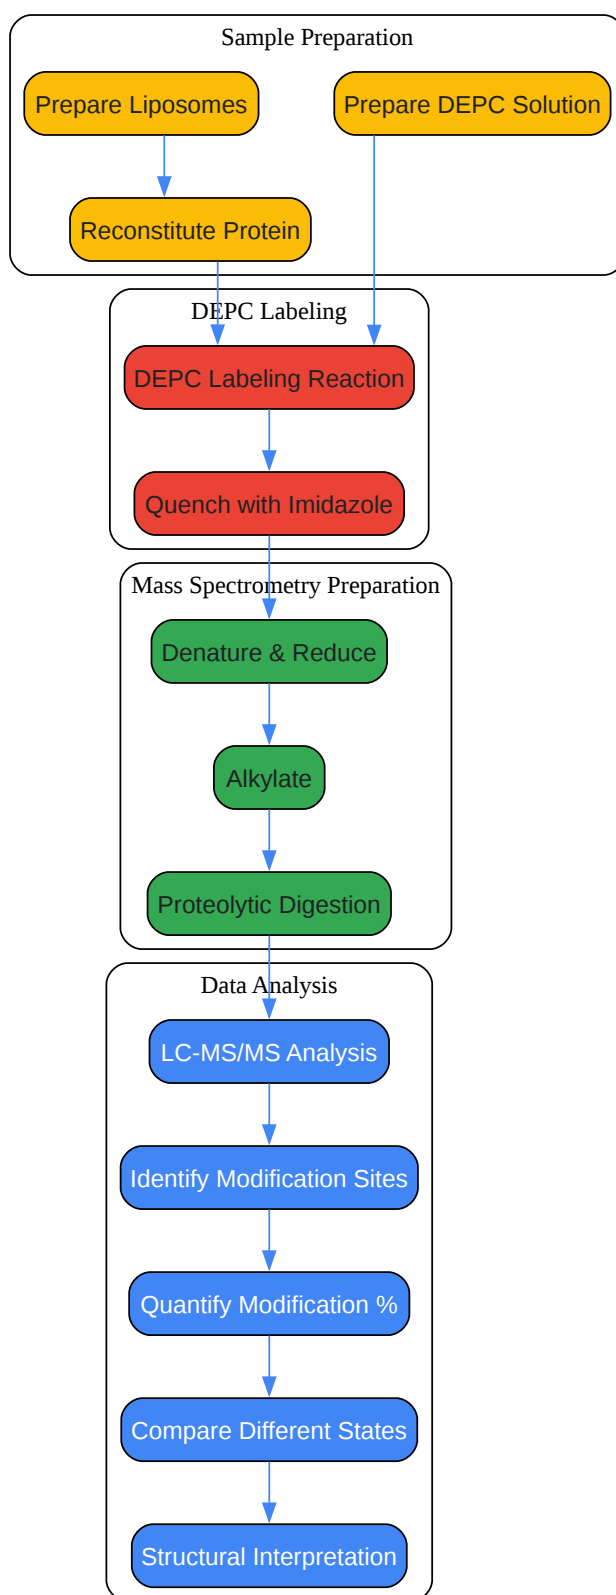 Sample Preparation
Prepare Liposomes
Prepare DEPC Solution
Reconstitute Protein
DEPC Labeling
DEPC Labeling Reaction
Quench with Imidazole
Mass Spectrometry Preparation
Denature & Reduce
Alkylate
Proteolytic Digestion
Data Analysis
LC-MS/MS Analysis
Identify Modification Sites
Quantify Modification %
Compare Different States
Structural Interpretation